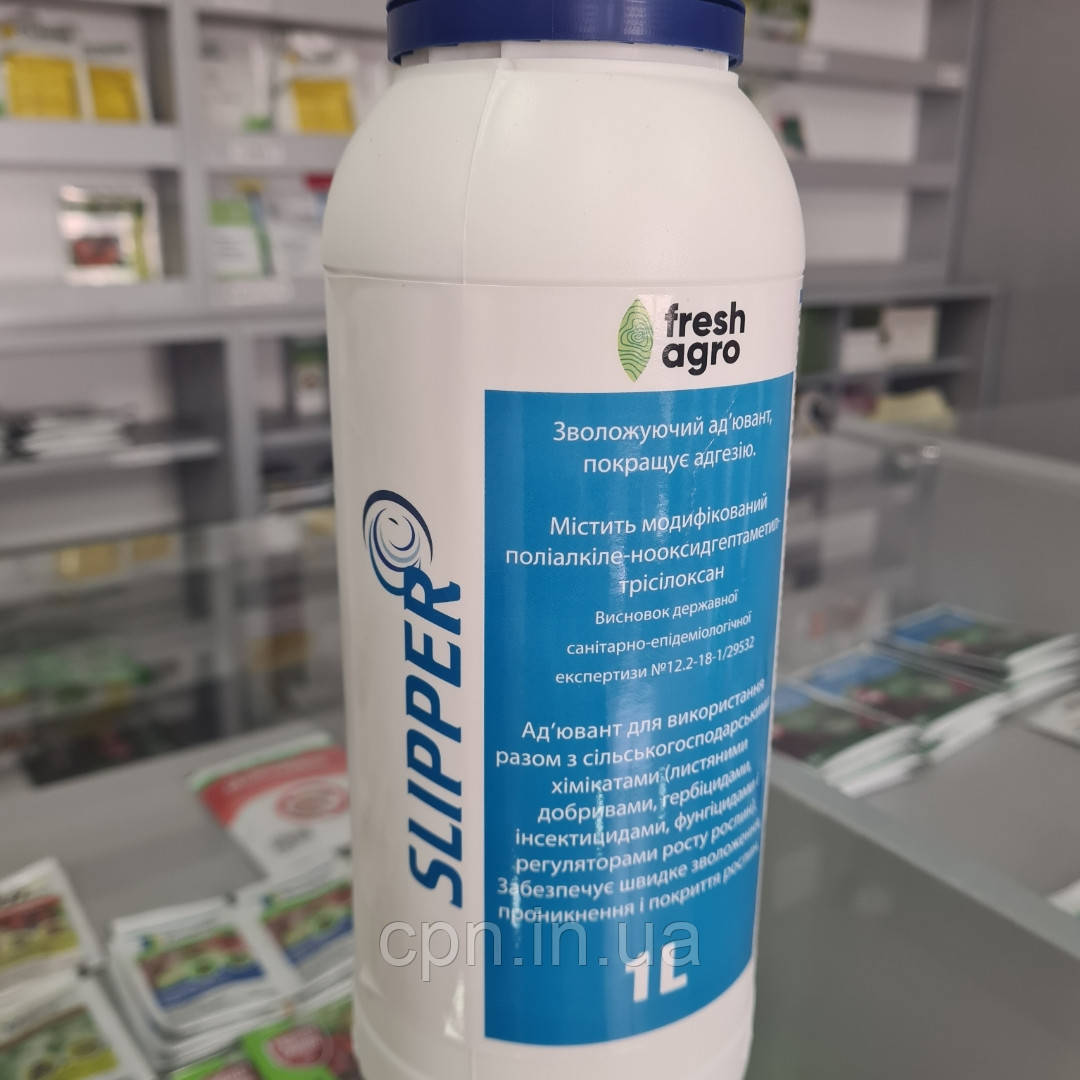 fresh
agro
Зволожуючий ад'ювант,
покращує адгезію.
Містить модифікований
поліалкіле-нооксидгептаметил-
трісілоксан
Висновок державної
санітарно-епідеміологічної
експертизи №12.2-18-1/29532
Ад'ювант для використання
разом з сільськогосподарськими
хімікатами (листяними
добривами, гербіцидами,
інсектицидами, фунгіцидами і
регуляторами росту рослин).
Забезпечує швидке зволоження,
проникнення і покриття рослин.
1L
SLIPPER
cpn.in.ua